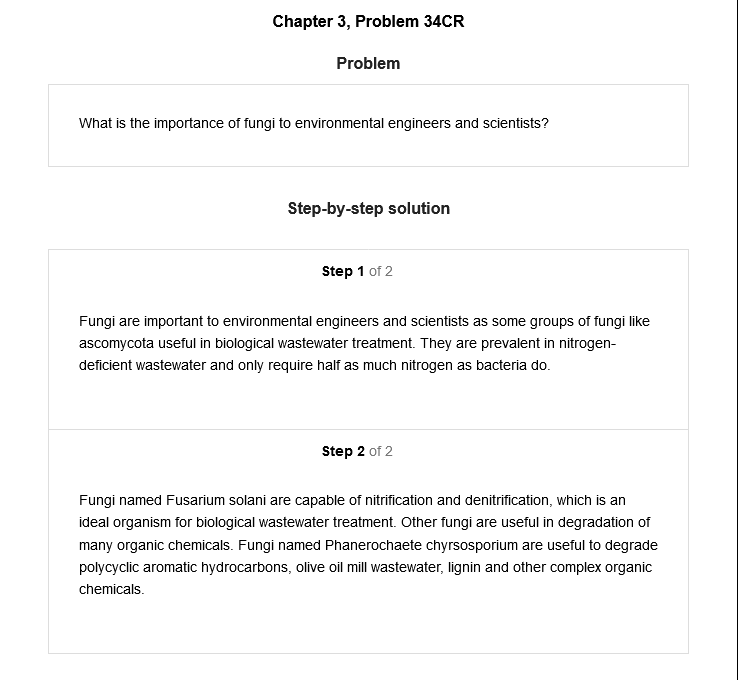 Chapter 3, Problem 34CR
Problem
What is the importance of fungi to environmental engineers and scientists?
Step-by-step solution
Step 1 of 2
Fungi are important to environmental engineers and scientists as some groups of fungi like
ascomycota useful in biological wastewater treatment. They are prevalent in nitrogen-
deficient wastewater and only require half as much nitrogen as bacteria do.
Step 2 of 2
Fungi named Fusarium solani are capable of nitrification and denitrification, which is an
ideal organism for biological wastewater treatment. Other fungi are useful in degradation of
many organic chemicals. Fungi named Phanerochaete chyrsosporium are useful to degrade
polycyclic aromatic hydrocarbons, olive oil mill wastewater, lignin and other complex organic
chemicals.